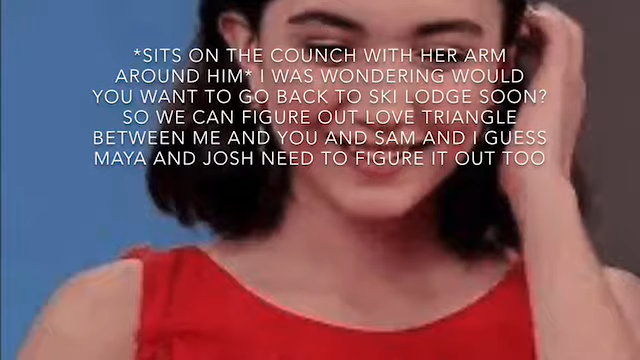 *SITS ON THE COUNCH WITH HER ARM
AROUND HIM* I WAS WONDERING WOULD
YOU WANT TO GO BACK TO SKI LODGE SOON?
SO WE CAN FIGURE OUT LOVE TRIANGLE
BETWEEN ME AND YOU AND SAM AND I GUESS
MAYA AND JOSH NEED TO FIGURE IT OUT TOO